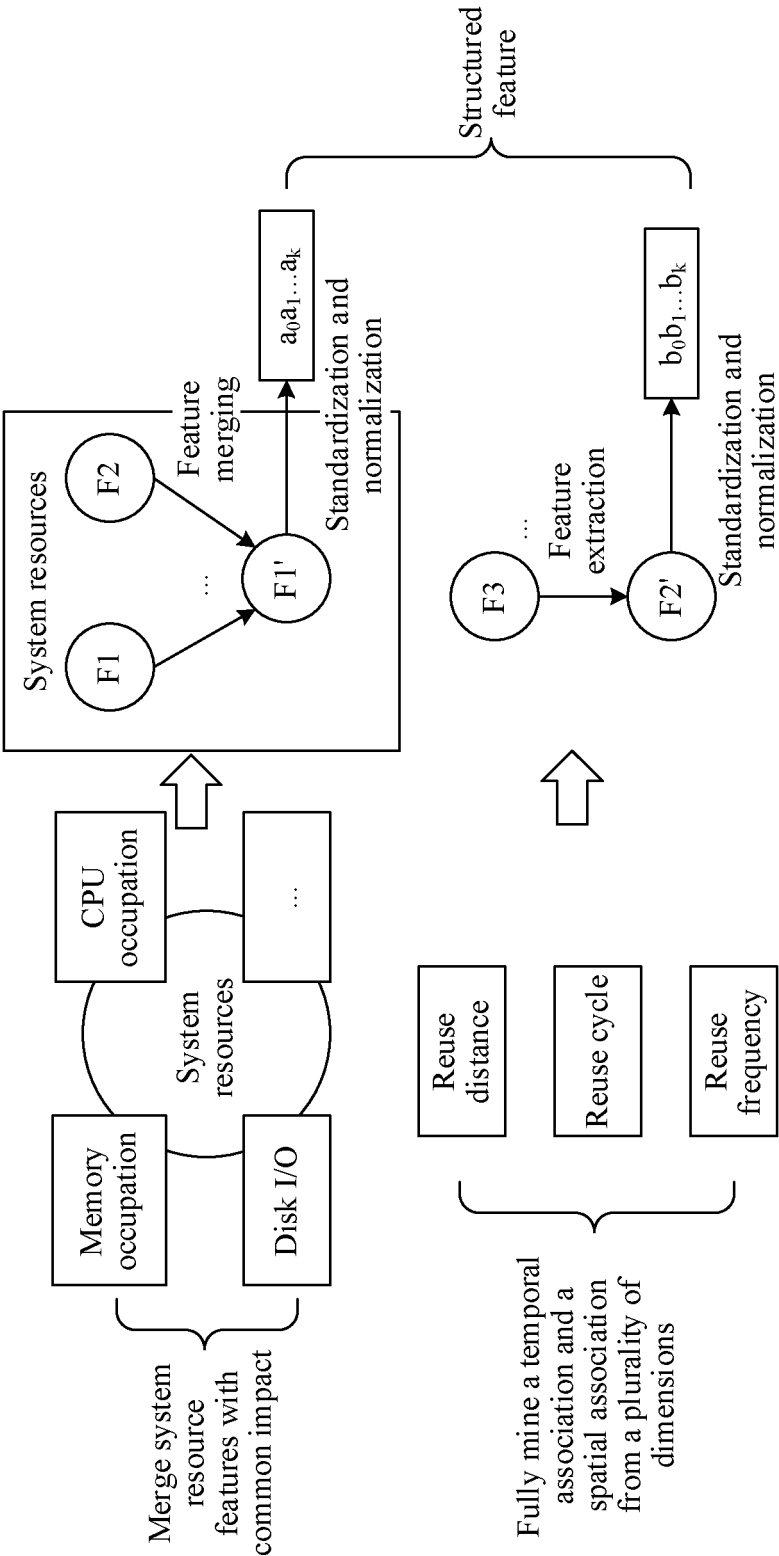 Merge system
resource
features with
common impact
Memory
occupation
CPU
occupation
System
resources
Disk I/O
...
System resources
F1
F2
...
Feature
merging
F1'
a₀a₁...aₖ
Standardization and
normalization
Structured
feature
Fully mine a temporal
association and a
spatial association
from a plurality of
dimensions
Reuse
distance
Reuse cycle
Reuse
frequency
F3
...
Feature
extraction
F2'
b₀b₁...bₖ
Standardization and
normalization